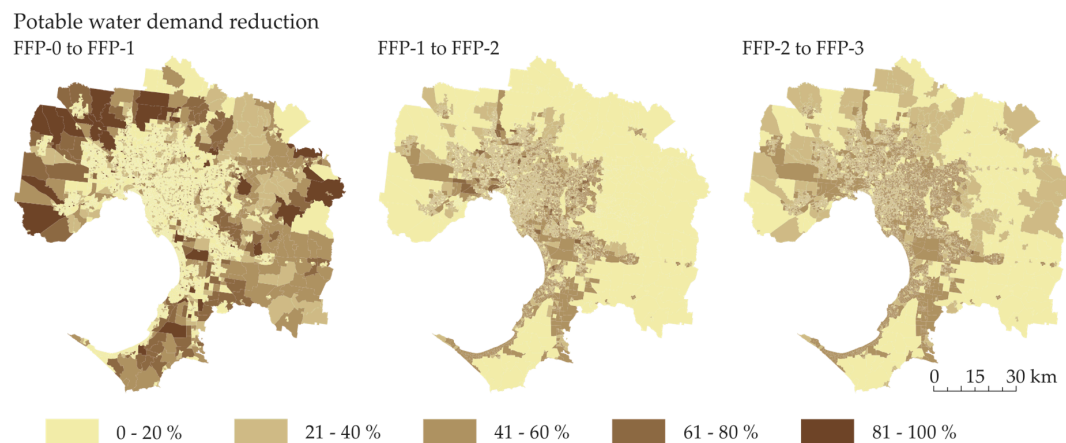 Potable water demand reduction
FFP-0 to FFP-1
FFP-1 to FFP-2
FFP-2 to FFP-3
0 15 30 km
0 - 20 %
21 - 40 %
41 - 60 %
61 - 80 %
81 - 100 %